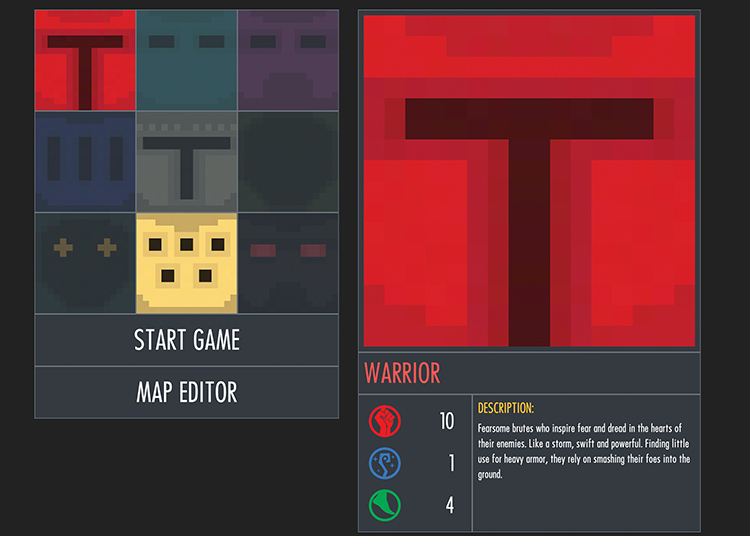 START GAME
MAP EDITOR
WARRIOR
10
1
4
DESCRIPTION:
Fearsome brutes who inspire fear and dread in the hearts of
their enemies. Like a storm, swift and powerful. Finding little
use for heavy armor, they rely on smashing their foes into the
ground.